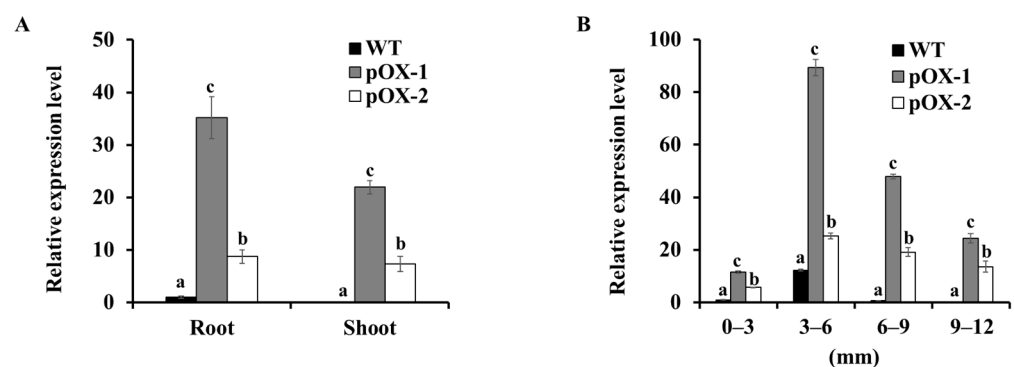 A
Relative expression level
50
40
30
20
10
0
WT
pOX-1
pOX-2
a
c
b
a
c
b
Root
Shoot
B
Relative expression level
100
80
60
40
20
0
WT
pOX-1
pOX-2
a
c
b
a
c
b
a
c
b
a
c
b
0–3
3–6
6–9
9–12
(mm)